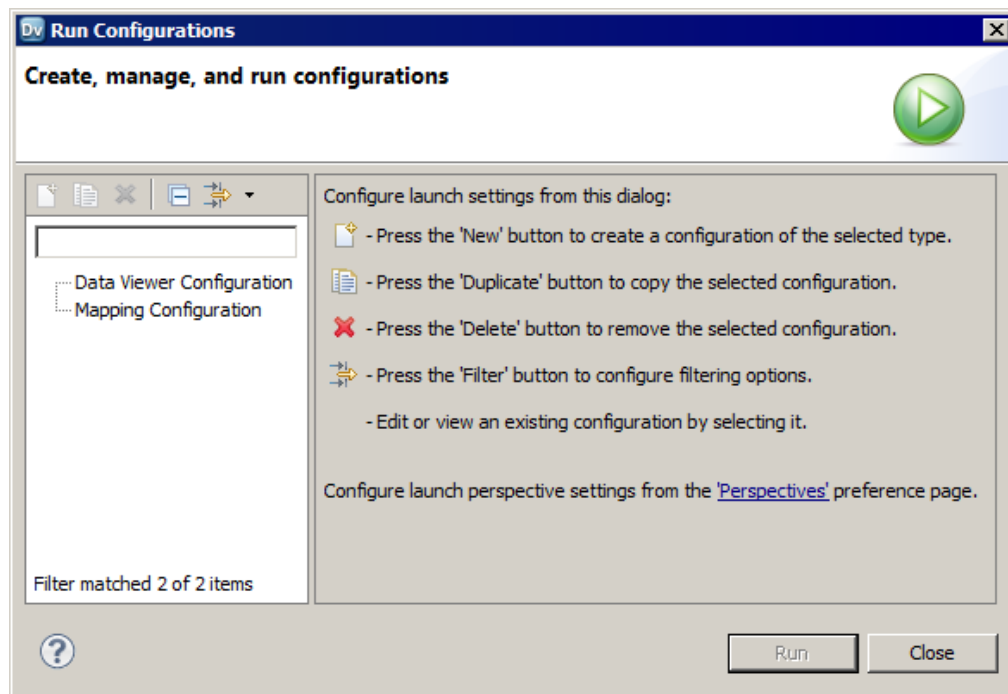 Dv Run Configurations
Create, manage, and run configurations
Data Viewer Configuration
Mapping Configuration
Filter matched 2 of 2 items
Configure launch settings from this dialog:
- Press the 'New' button to create a configuration of the selected type.
- Press the 'Duplicate' button to copy the selected configuration.
- Press the 'Delete' button to remove the selected configuration.
- Press the 'Filter' button to configure filtering options.
- Edit or view an existing configuration by selecting it.
Configure launch perspective settings from the 'Perspectives' preference page.
?
Run Close